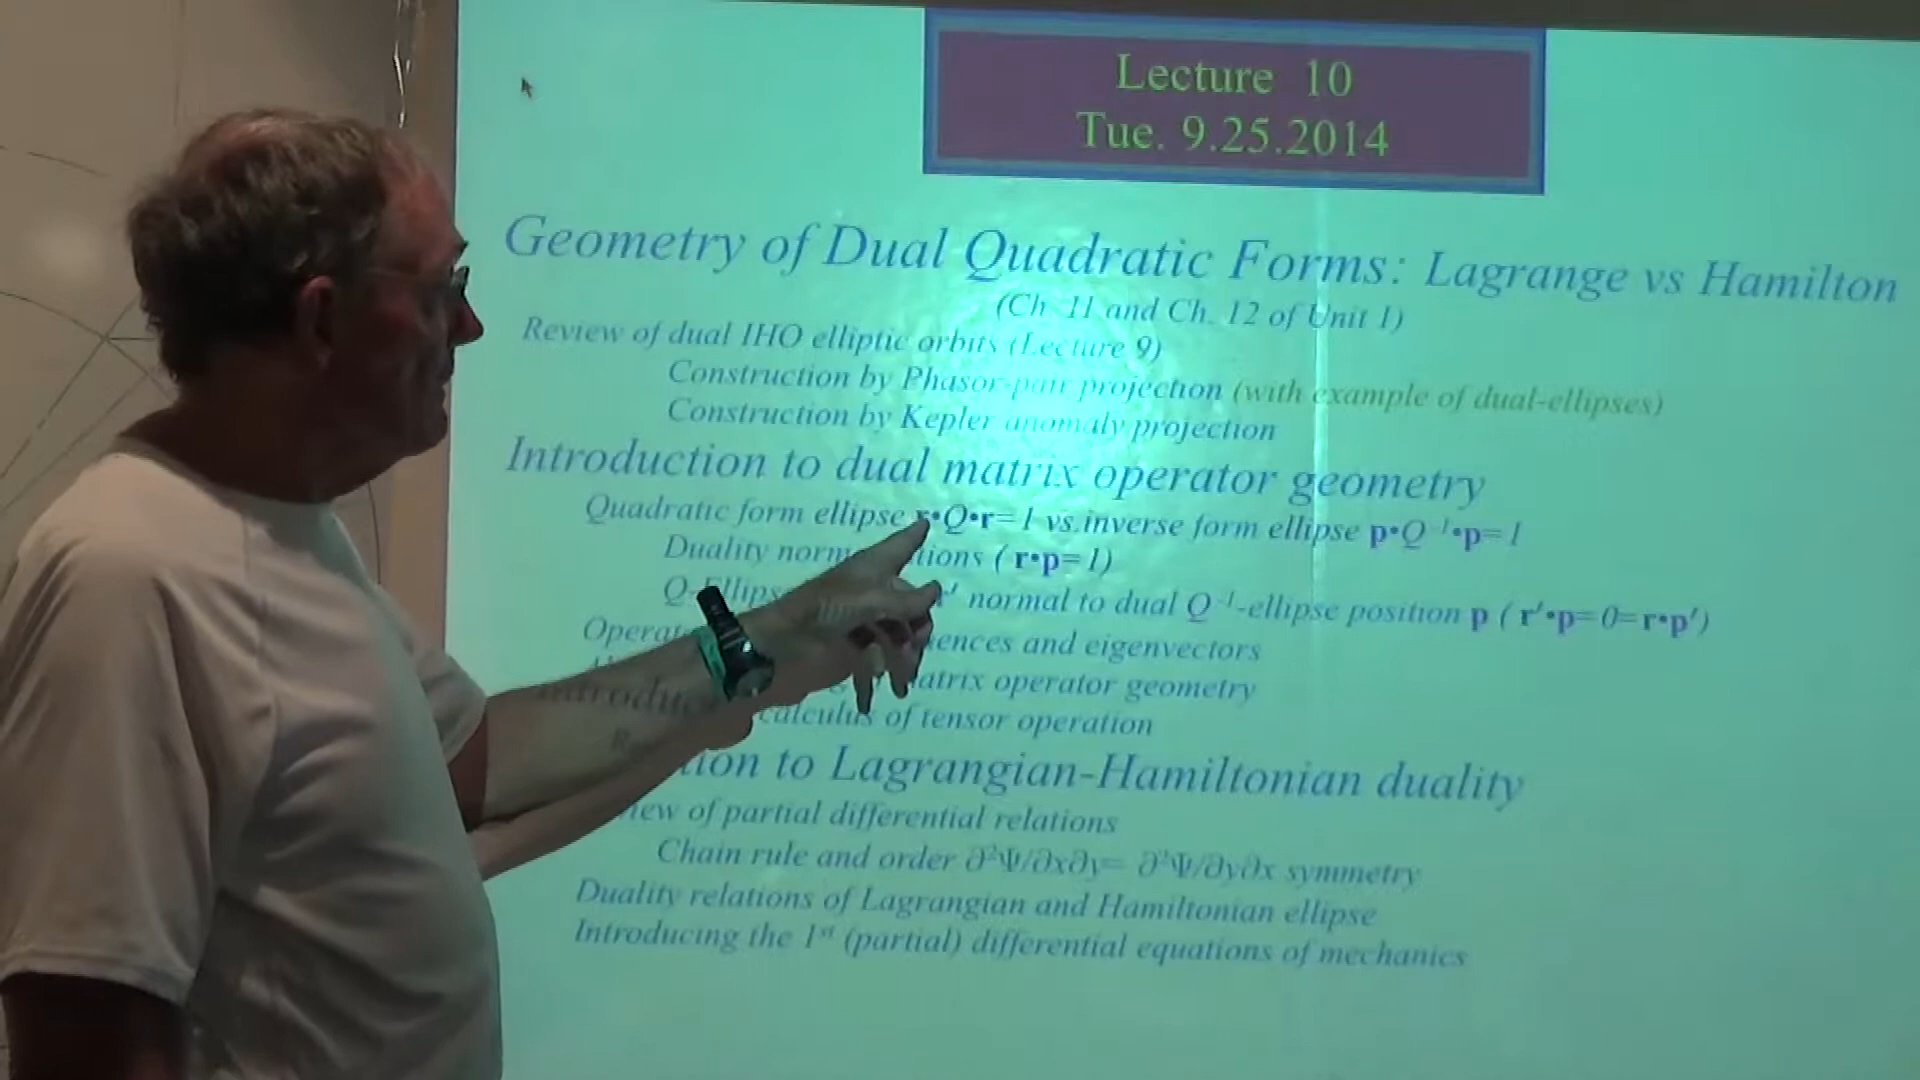 Lecture 10
Tue. 9.25.2014
Geometry of Dual Quadratic Forms: Lagrange vs Hamilton
(Ch. 11 and Ch. 12 of Unit 1)
Review of dual IHO elliptic orbits (Lecture 9)
Construction by Phasor-pair projection (with example of dual-ellipses)
Construction by Kepler anomaly projection
Introduction to dual matrix operator geometry
Quadratic form ellipse r•Q•r=1 vs.inverse form ellipse p•Q⁻¹•p=1
Duality (r•p=1)
r' normal to dual Q⁻¹-ellipse position p (r'•p=0=r•p')
and eigenvectors
matrix operator geometry
calculus of tensor operation
to Lagrangian-Hamiltonian duality
of partial differential relations
Chain rule and order ∂²Ψ/∂x∂y= ∂²Ψ/∂y∂x symmetry
Duality relations of Lagrangian and Hamiltonian ellipse
Introducing the 1st (partial) differential equations of mechanics